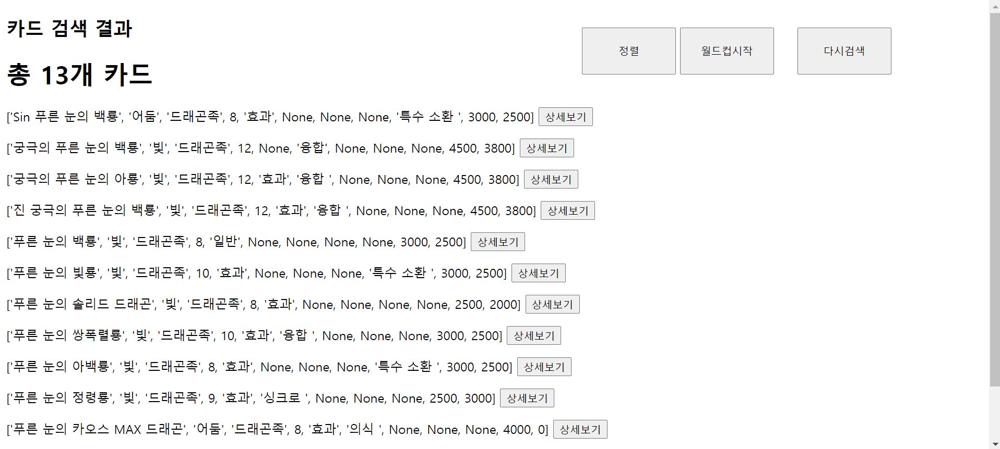 카드 검색 결과
정렬 월드컵시작 다시검색
총 13개 카드
['Sin 푸른 눈의 백룡', '어둠', '드래곤족', 8, '효과', None, None, None, '특수 소환 ', 3000, 2500] 상세보기
['궁극의 푸른 눈의 백룡', '빛', '드래곤족', 12, None, '융합', None, None, None, 4500, 3800] 상세보기
['궁극의 푸른 눈의 아룡', '빛', '드래곤족', 12, '효과', '융합 ', None, None, None, 4500, 3800] 상세보기
['진 궁극의 푸른 눈의 백룡', '빛', '드래곤족', 12, '효과', '융합 ', None, None, None, 4500, 3800] 상세보기
['푸른 눈의 백룡', '빛', '드래곤족', 8, '일반', None, None, None, None, 3000, 2500] 상세보기
['푸른 눈의 빛룡', '빛', '드래곤족', 10, '효과', None, None, None, '특수 소환 ', 3000, 2500] 상세보기
['푸른 눈의 솔리드 드래곤', '빛', '드래곤족', 8, '효과', None, None, None, None, 2500, 2000] 상세보기
['푸른 눈의 쌍폭렬룡', '빛', '드래곤족', 10, '효과', '융합 ', None, None, None, 3000, 2500] 상세보기
['푸른 눈의 아백룡', '빛', '드래곤족', 8, '효과', None, None, None, '특수 소환 ', 3000, 2500] 상세보기
['푸른 눈의 정령룡', '빛', '드래곤족', 9, '효과', '싱크로 ', None, None, None, 2500, 3000] 상세보기
['푸른 눈의 카오스 MAX 드래곤', '어둠', '드래곤족', 8, '효과', '의식 ', None, None, None, 4000, 0] 상세보기